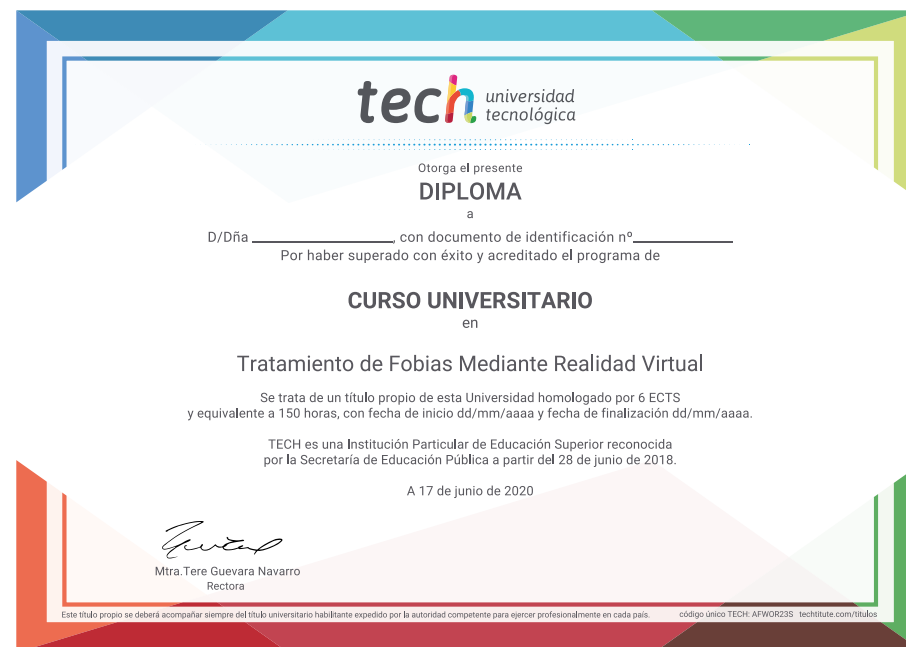 tech universidad
tecnológica
Otorga el presente
DIPLOMA
a
D/Dña ____________________, con documento de identificación nº______________
Por haber superado con éxito y acreditado el programa de
CURSO UNIVERSITARIO
en
Tratamiento de Fobias Mediante Realidad Virtual
Se trata de un título propio de esta Universidad homologado por 6 ECTS
y equivalente a 150 horas, con fecha de inicio dd/mm/aaaa y fecha de finalización dd/mm/aaaa.
TECH es una Institución Particular de Educación Superior reconocida
por la Secretaría de Educación Pública a partir del 28 de junio de 2018.
A 17 de junio de 2020
Mtra.Tere Guevara Navarro
Rectora
Este título propio se deberá acompañar siempre del título universitario habilitante expedido por la autoridad competente para ejercer profesionalmente en cada país. código único TECH: AFWOR23S techtitute.com/titulos